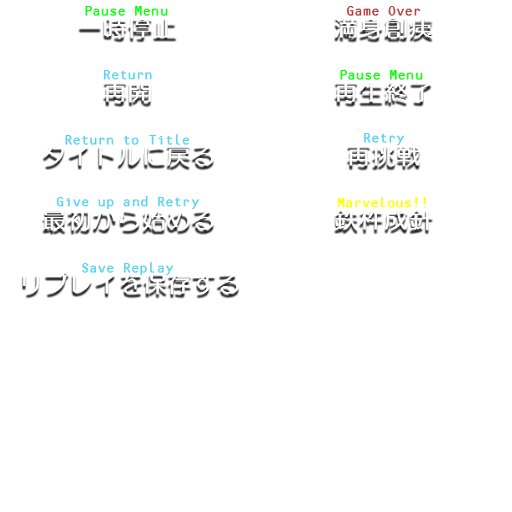 Pause Menu
一時停止
Return
再開
Return to Title
タイトルに戻る
Give up and Retry
最初から始める
Save Replay
リプレイを保存する
Game Over
満身創痍
Pause Menu
再生終了
Retry
再挑戦
Marvelous!!
鉄杵成針